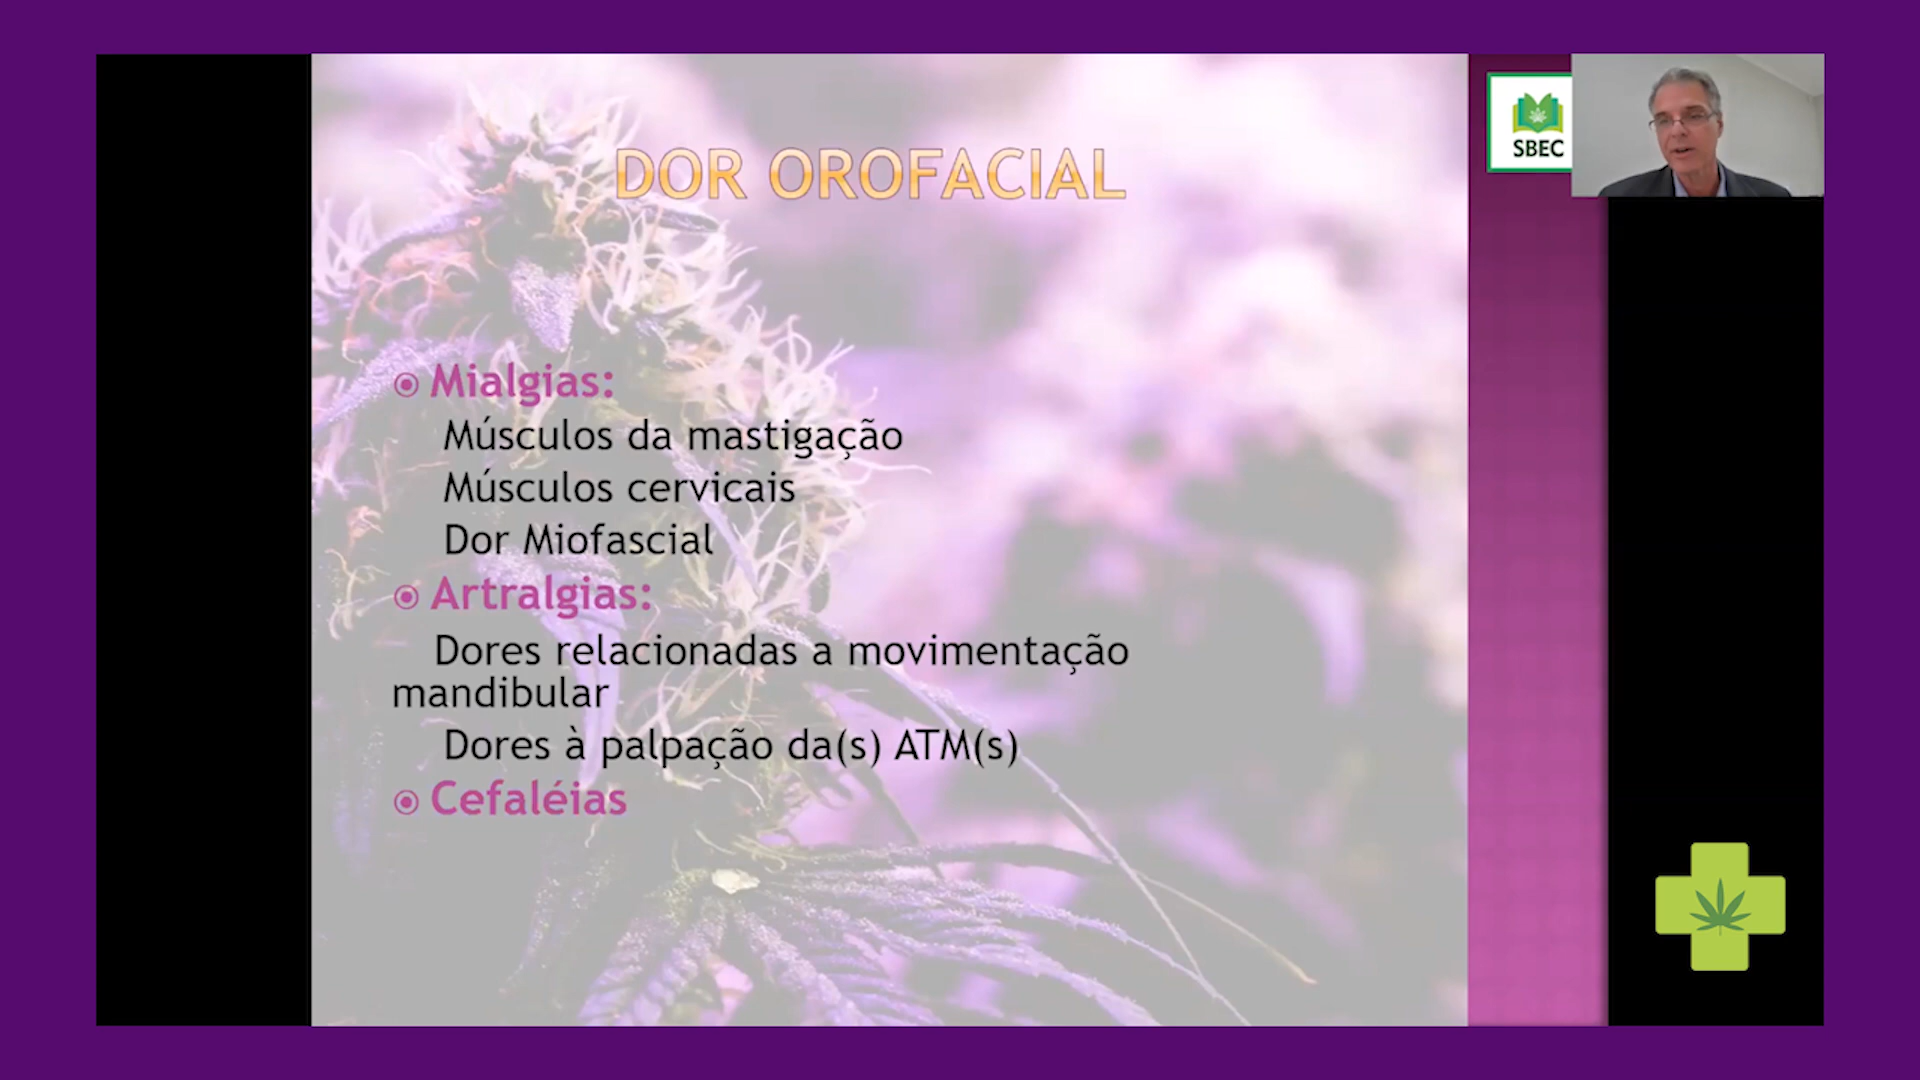 DOR OROFACIAL
SBEC
Mialgias:
Músculos da mastigação
Músculos cervicais
Dor Miofascial
Artralgias:
Dores relacionadas a movimentação
mandibular
Dores à palpação da(s) ATM(s)
Cefaléias